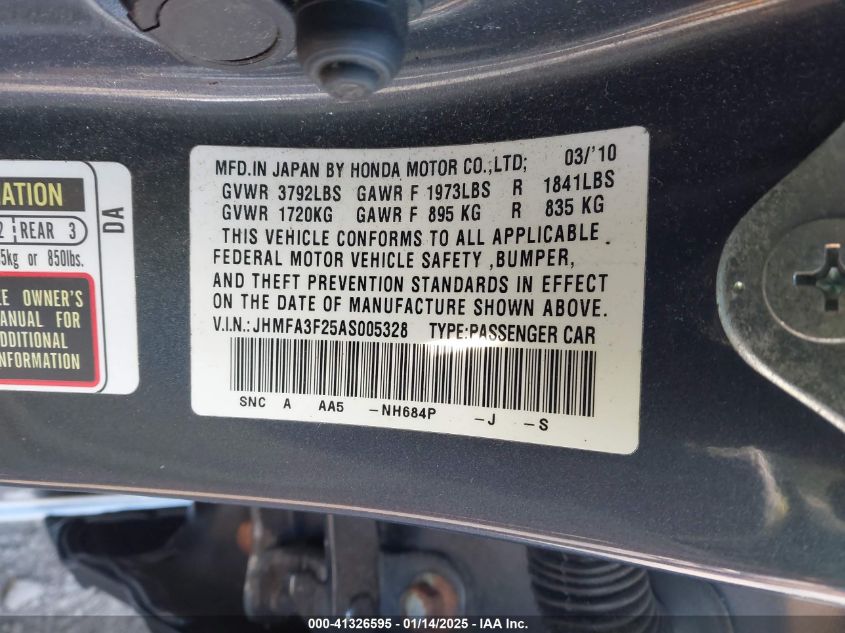 ATION
2 REAR 3
5kg or 850lbs.
E OWNER'S
ANUAL FOR
DDITIONAL
NFORMATION
DA
MFD.IN JAPAN BY HONDA MOTOR CO.,LTD; 03/'10
GVWR 3792LBS GAWR F 1973LBS R 1841LBS
GVWR 1720KG GAWR F 895 KG R 835 KG
THIS VEHICLE CONFORMS TO ALL APPLICABLE
FEDERAL MOTOR VEHICLE SAFETY ,BUMPER,
AND THEFT PREVENTION STANDARDS IN EFFECT
ON THE DATE OF MANUFACTURE SHOWN ABOVE.
V.I.N.:JHMFA3F25AS005328 TYPE:PASSENGER CAR
SNC A AA5 -NH684P -J -S
000-41326595 - 01/14/2025 - IAA Inc.